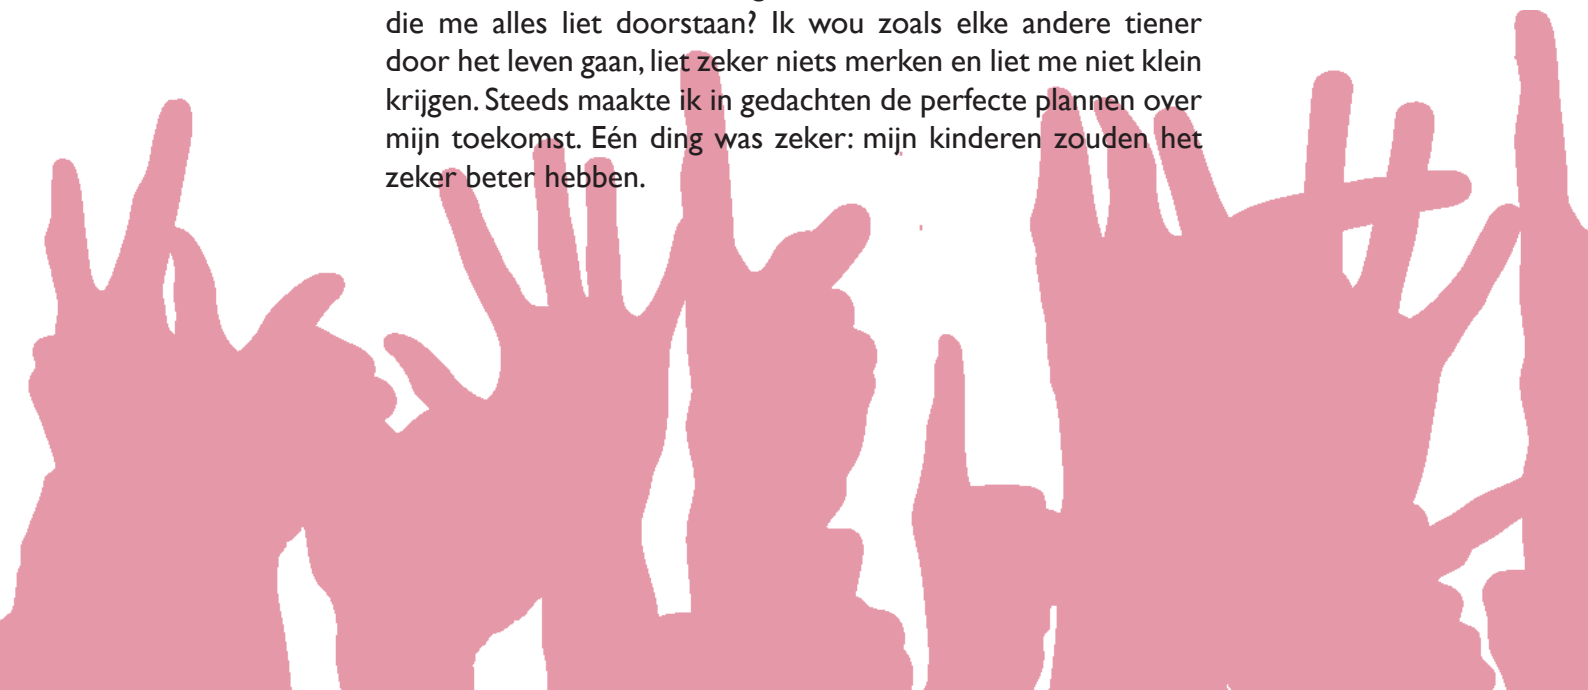 die me alles liet doorstaan? Ik wou zoals elke andere tiener
door het leven gaan, liet zeker niets merken en liet me niet klein
krijgen. Steeds maakte ik in gedachten de perfecte plannen over
mijn toekomst. Eén ding was zeker: mijn kinderen zouden het
zeker beter hebben.